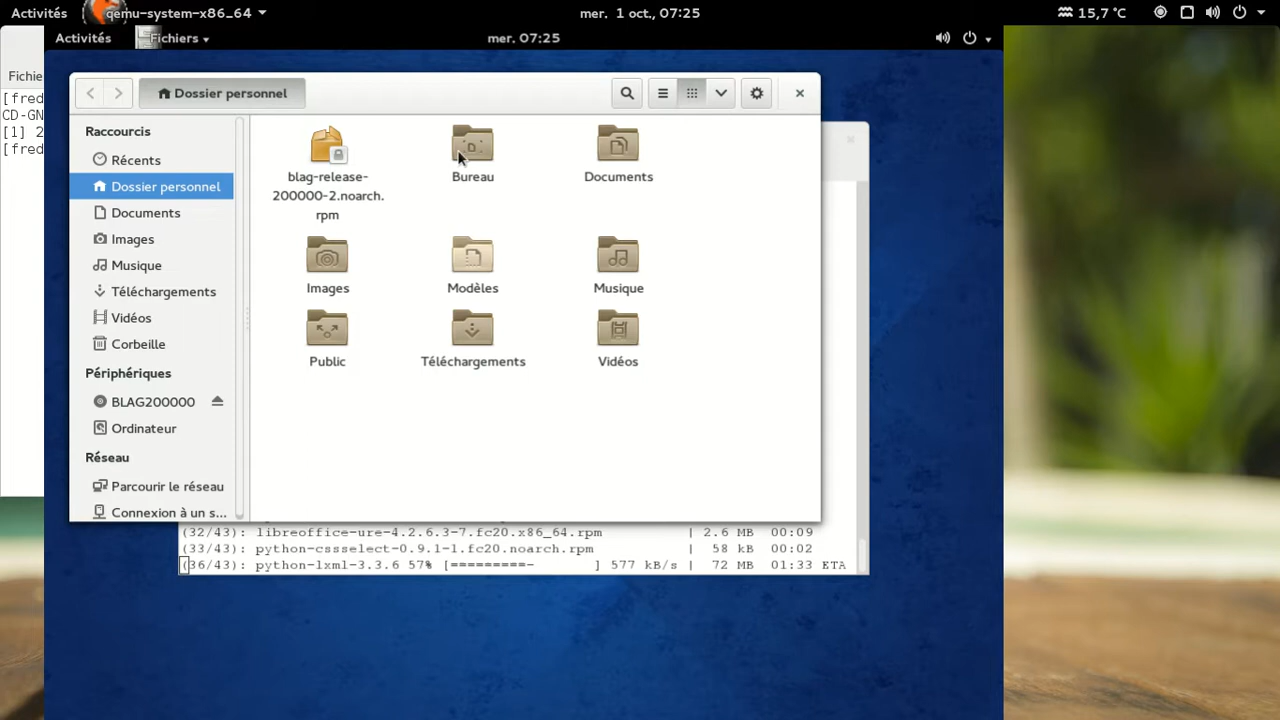 Activités
qemu-system-x86_64
mer. 1 oct., 07:25
15,7 °C
Activités
Fichiers
mer. 07:25
Fichie
[fred
CD-GN
[1] 2
[fred
Dossier personnel
Raccourcis
Récents
Dossier personnel
Documents
Images
Musique
Téléchargements
Vidéos
Corbeille
Périphériques
BLAG200000
Ordinateur
Réseau
Parcourir le réseau
Connexion à un s...
blag-release-
200000-2.noarch.
rpm
Bureau
Documents
Images
Modèles
Musique
Public
Téléchargements
Vidéos
(32/43): libreoffice-ure-4.2.6.3-7.fc20.x86_64.rpm | 2.6 MB 00:09
(33/43): python-cssselect-0.9.1-1.fc20.noarch.rpm | 58 kB 00:02
(36/43): python-lxml-3.3.6 57% [=========- ] 577 kB/s | 72 MB 01:33 ETA